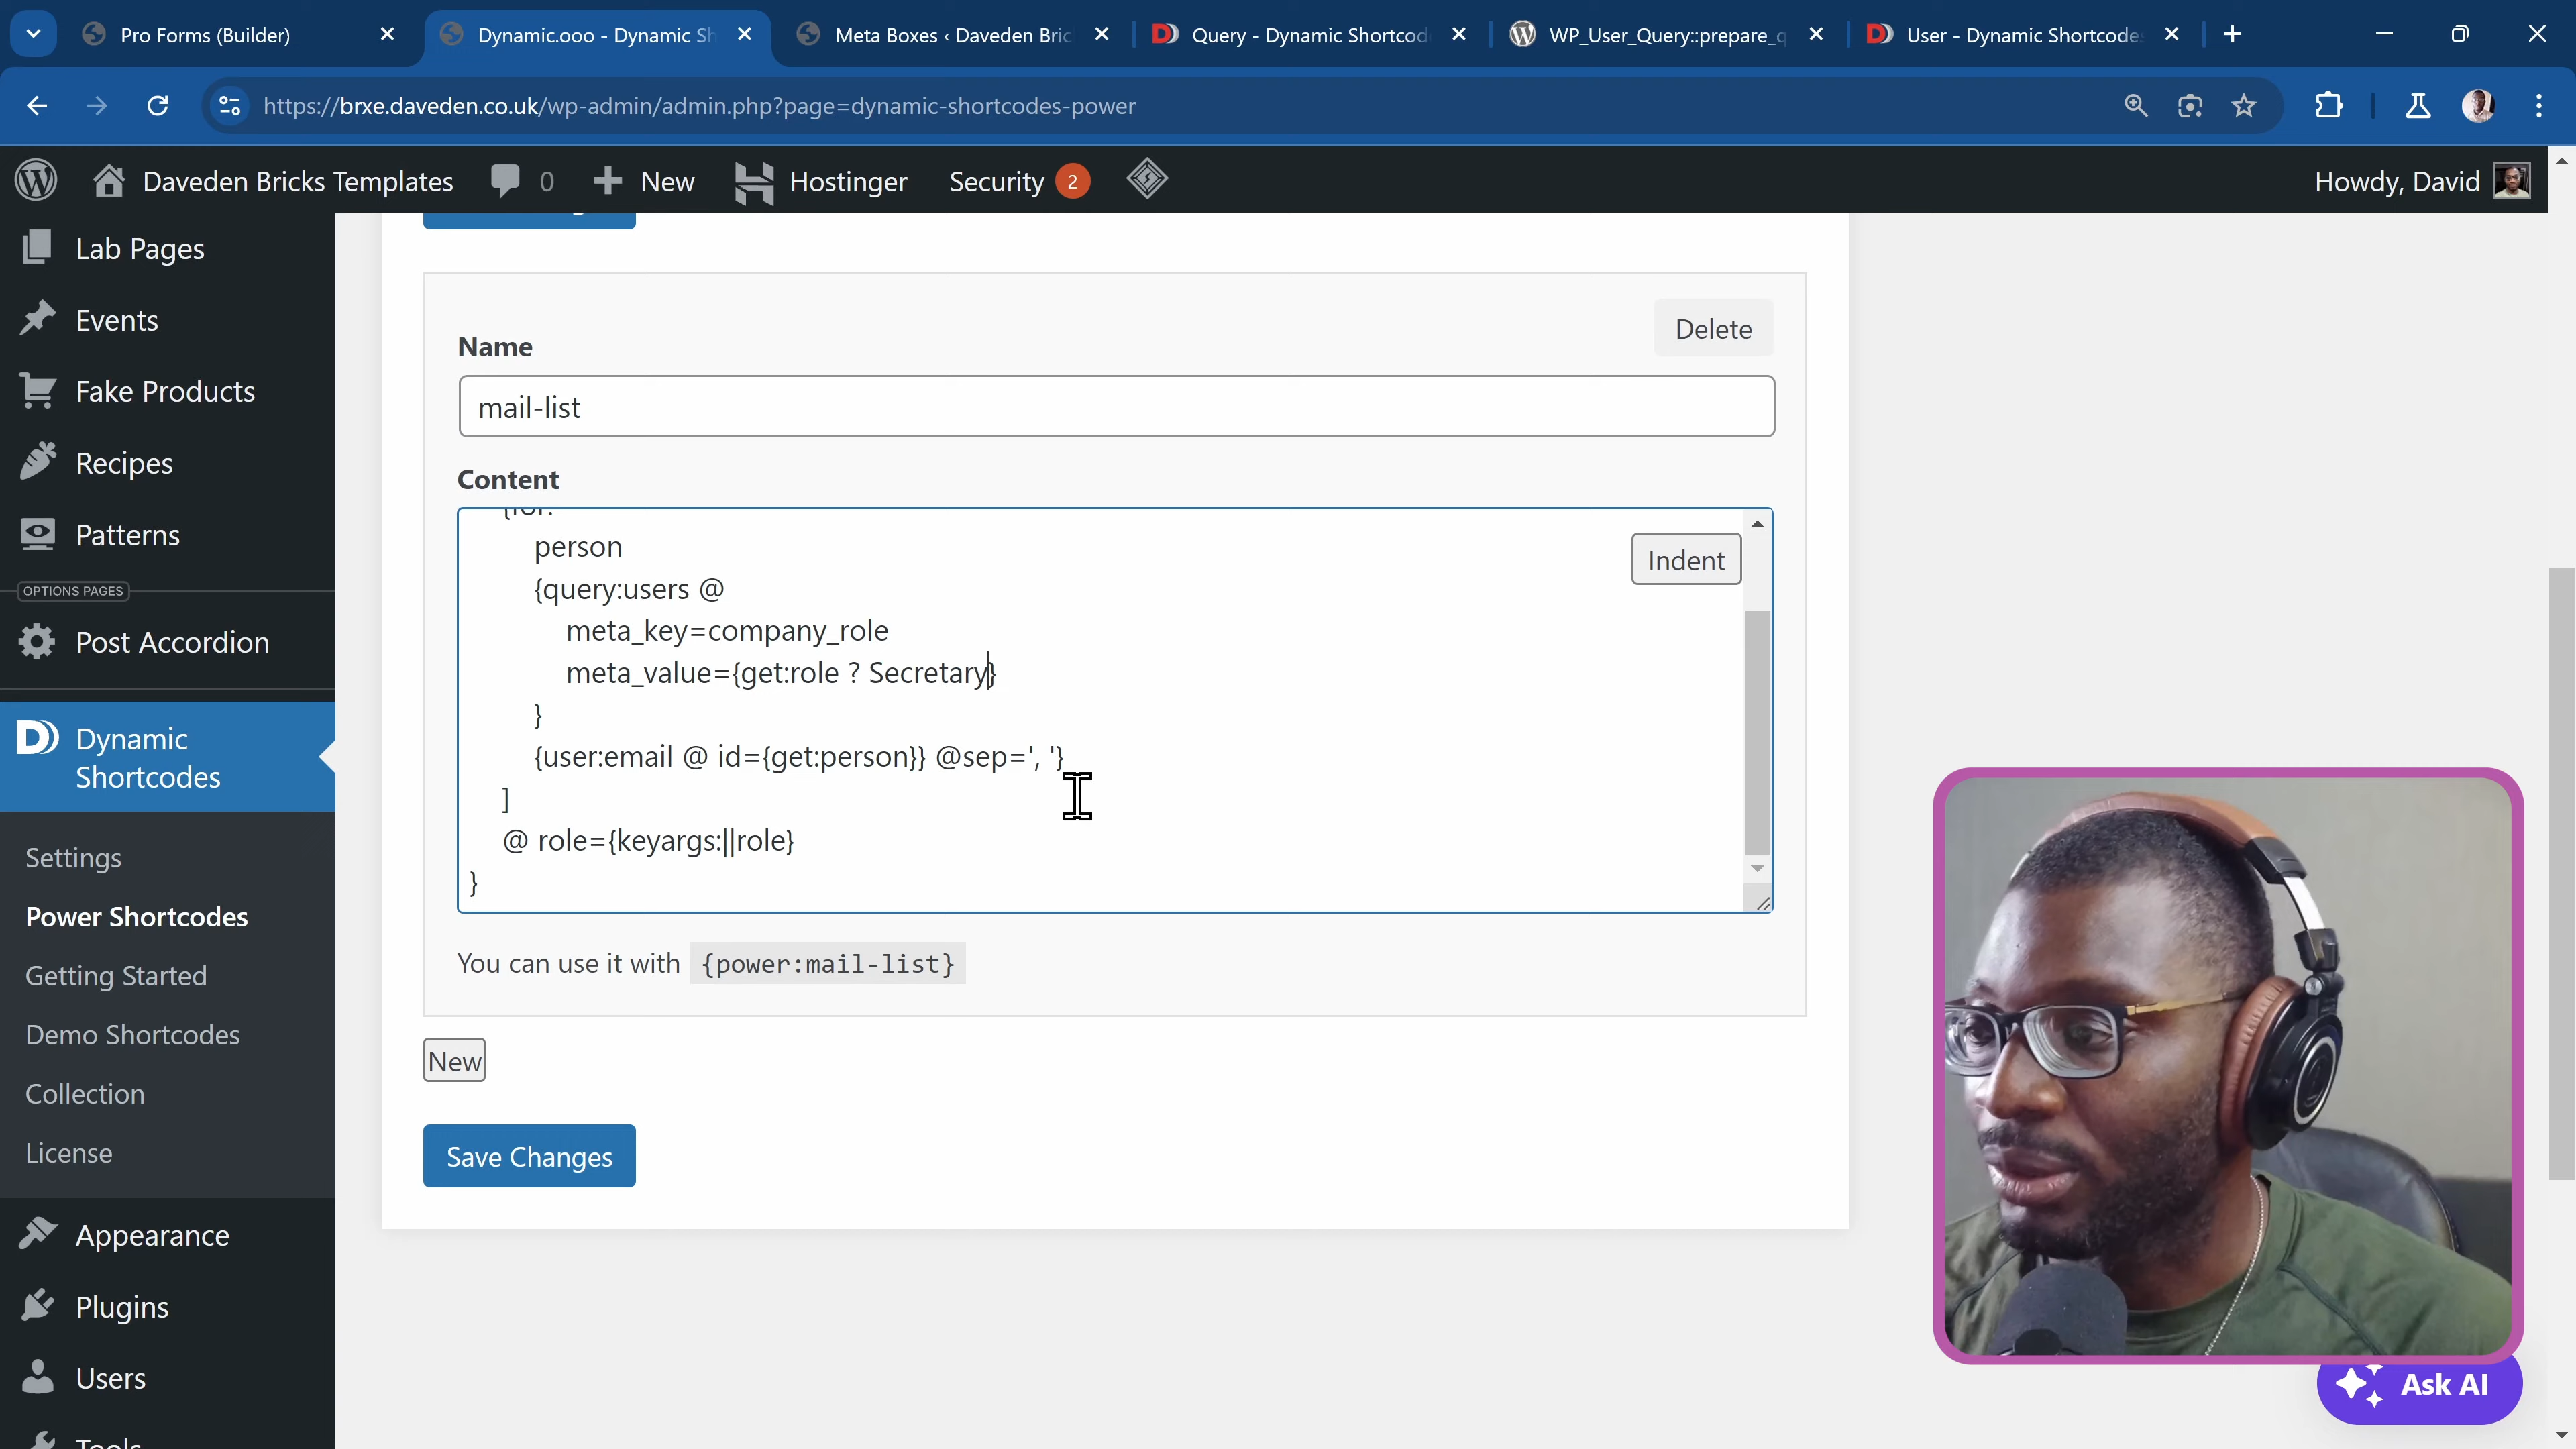 Pro Forms (Builder)
Dynamic.ooo - Dynamic Sh
Meta Boxes ‹ Daveden Bric
Query - Dynamic Shortcod
WP_User_Query::prepare_q
User - Dynamic Shortcodes
https://brxe.daveden.co.uk/wp-admin/admin.php?page=dynamic-shortcodes-power
Daveden Bricks Templates
0
New
Hostinger
Security 2
Howdy, David
Lab Pages
Events
Fake Products
Recipes
Patterns
OPTIONS PAGES
Post Accordion
Dynamic
Shortcodes
Settings
Power Shortcodes
Getting Started
Demo Shortcodes
Collection
License
Appearance
Plugins
Users
Tools
Delete
Name
mail-list
Content
{for:
person
{query:users @
meta_key=company_role
meta_value={get:role ? Secretary}
}
{user:email @ id={get:person}} @sep=', '}
]
@ role={keyargs:||role}
}
Indent
You can use it with {power:mail-list}
New
Save Changes
Ask AI